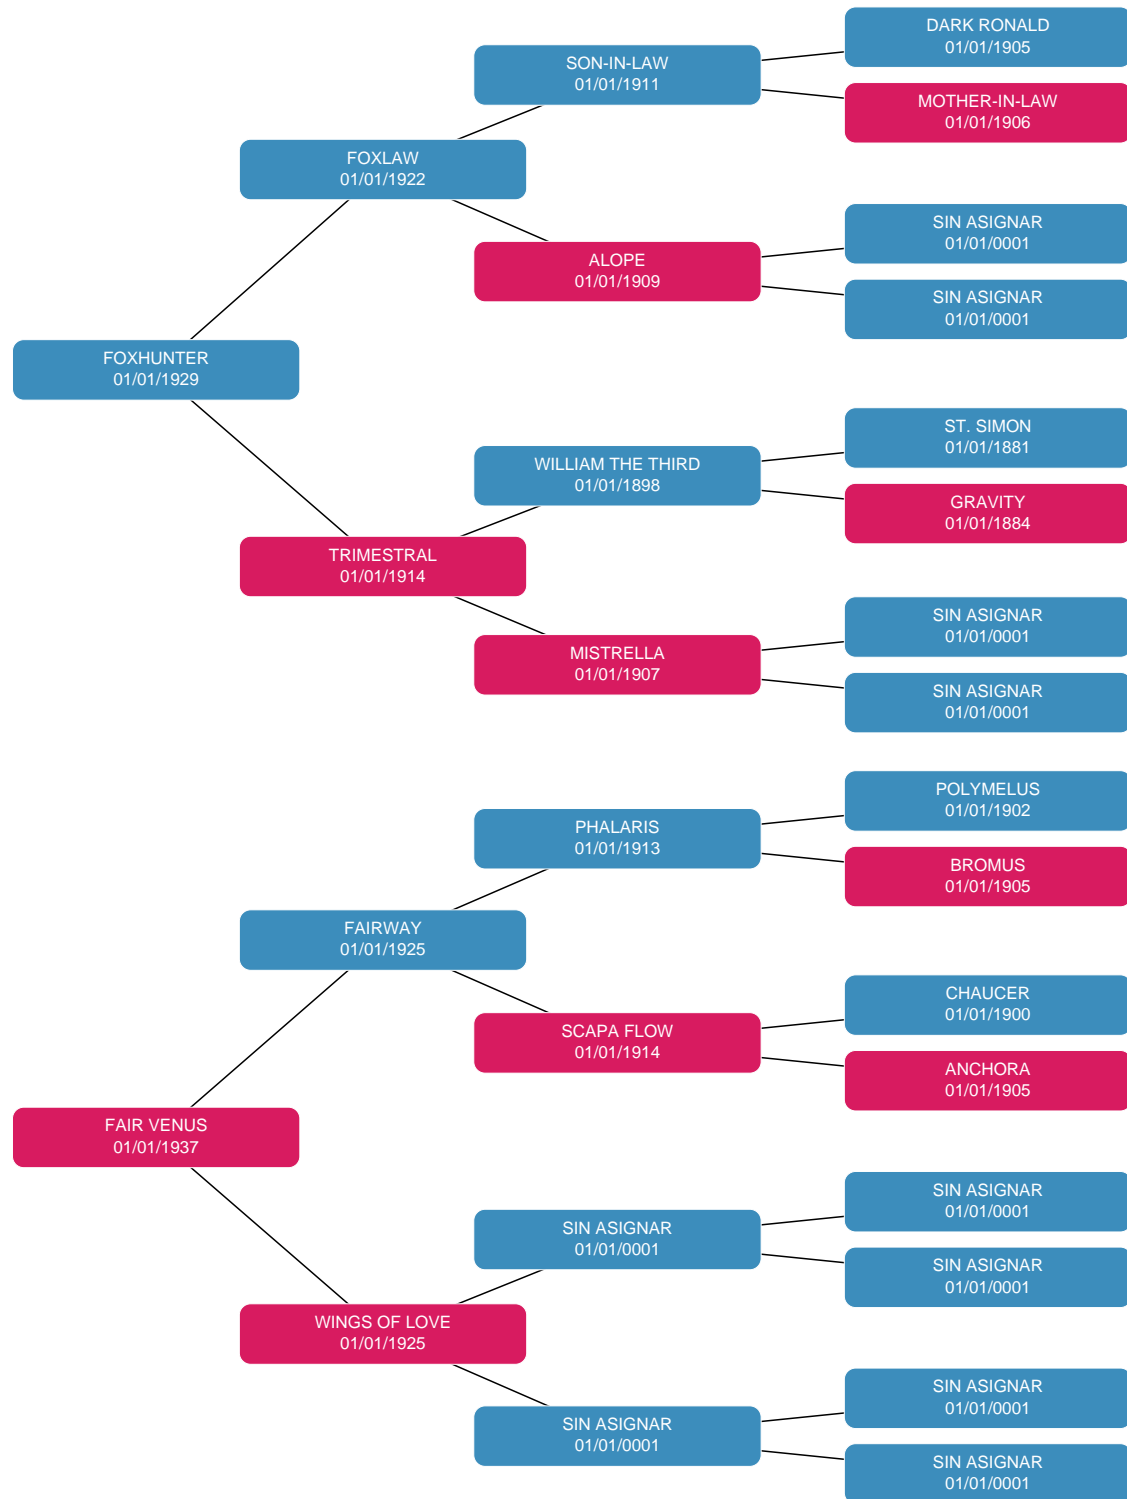 DARK RONALD
01/01/1905
SON-IN-LAW
01/01/1911
MOTHER-IN-LAW
01/01/1906
FOXLAW
01/01/1922
SIN ASIGNAR
01/01/0001
ALOPE
01/01/1909
SIN ASIGNAR
01/01/0001
FOXHUNTER
01/01/1929
ST. SIMON
01/01/1881
WILLIAM THE THIRD
01/01/1898
GRAVITY
01/01/1884
TRIMESTRAL
01/01/1914
SIN ASIGNAR
01/01/0001
MISTRELLA
01/01/1907
SIN ASIGNAR
01/01/0001
POLYMELUS
01/01/1902
PHALARIS
01/01/1913
BROMUS
01/01/1905
FAIRWAY
01/01/1925
CHAUCER
01/01/1900
SCAPA FLOW
01/01/1914
ANCHORA
01/01/1905
FAIR VENUS
01/01/1937
SIN ASIGNAR
01/01/0001
SIN ASIGNAR
01/01/0001
SIN ASIGNAR
01/01/0001
WINGS OF LOVE
01/01/1925
SIN ASIGNAR
01/01/0001
SIN ASIGNAR
01/01/0001
SIN ASIGNAR
01/01/0001